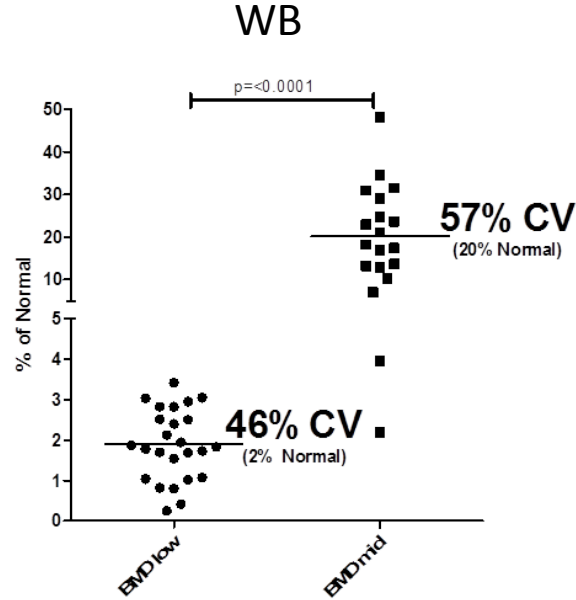 WB
p=<0.0001
50
40
30
20
10
5
4
3
2
1
0
% of Normal
57% CV
(20% Normal)
46% CV
(2% Normal)
BMD low
BMD mid